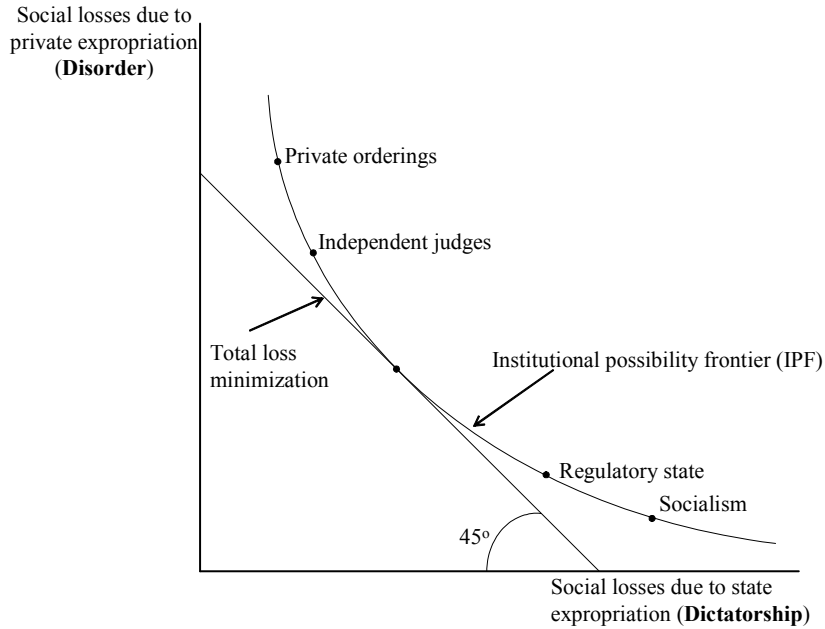 Social losses due to
private expropriation
(Disorder)
Private orderings
Independent judges
Total loss
minimization
Institutional possibility frontier (IPF)
Regulatory state
Socialism
45o
Social losses due to state
expropriation (Dictatorship)